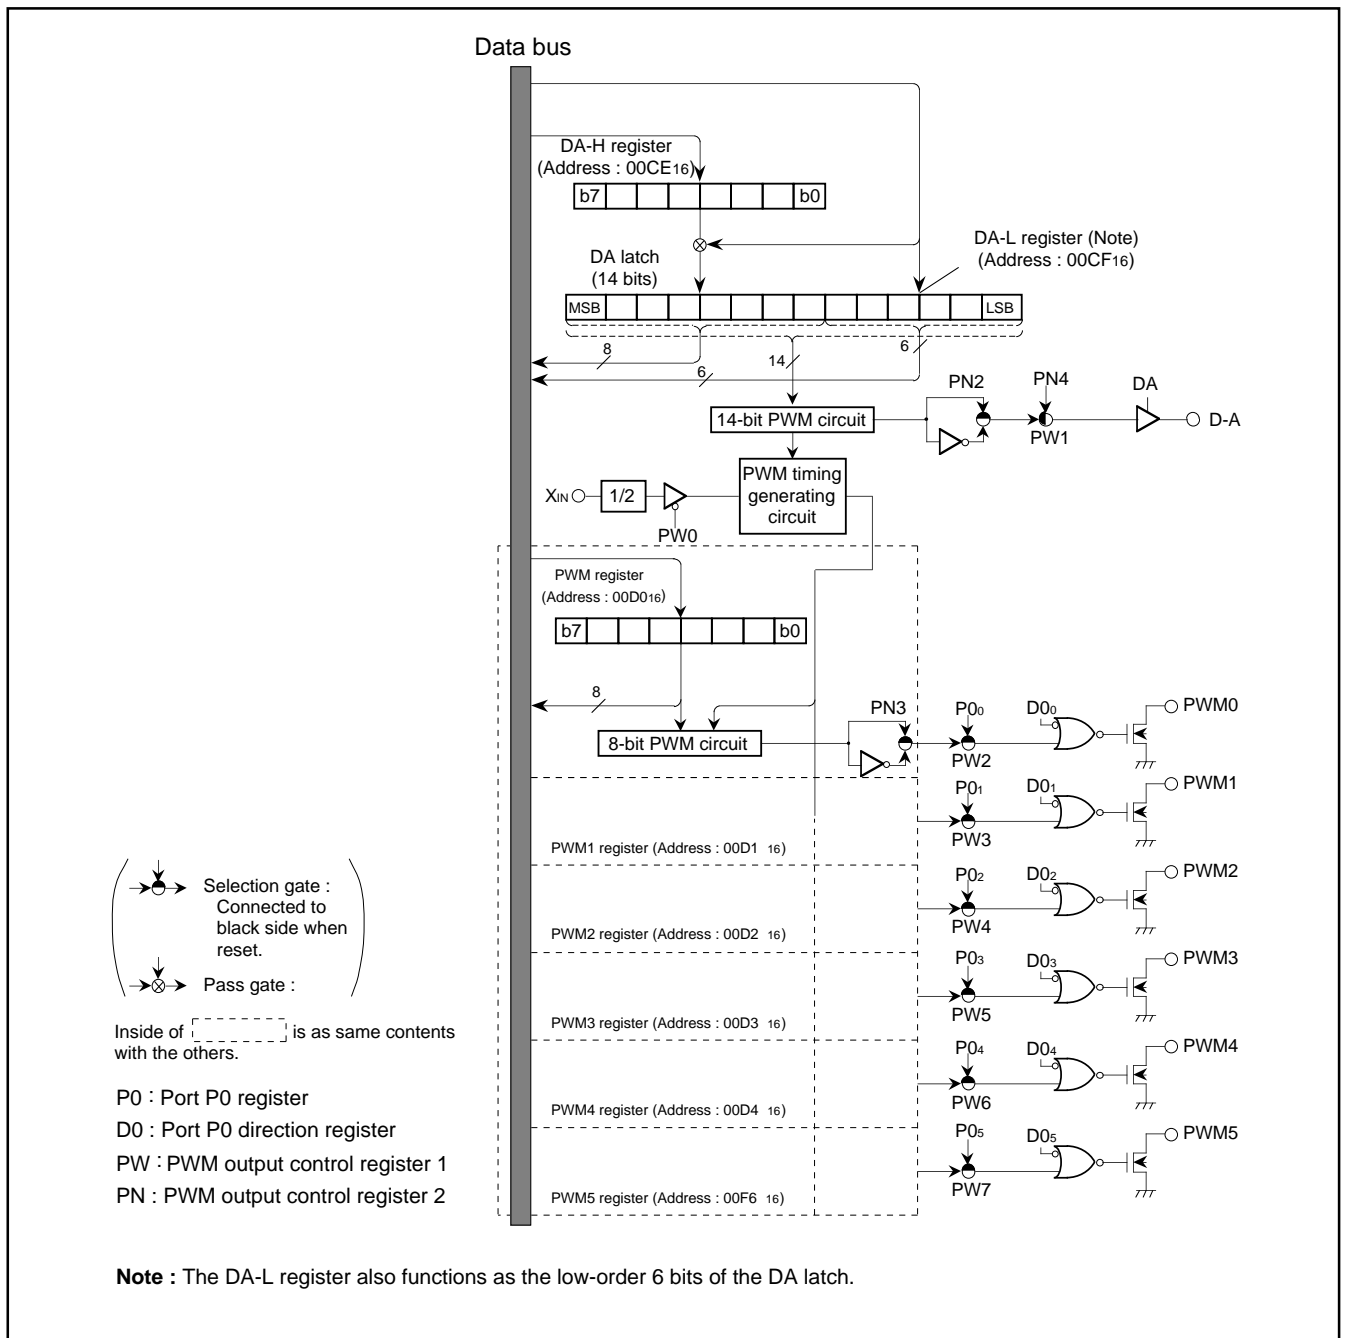 Data bus
DA-H register
(Address : 00CE16)
b7 b0
DA-L register (Note)
(Address : 00CF16)
DA latch
(14 bits)
MSB LSB
8 14 6
6
PN2 PN4 DA
14-bit PWM circuit
PW1
D-A
XIN 1/2
PWM timing
generating
circuit
PW0
PWM register
(Address : 00D016)
b7 b0
8
8-bit PWM circuit
PN3
P00 D00 PWM0
PW2
P01 D01 PWM1
PW3
PWM1 register (Address : 00D1 16)
P02 D02 PWM2
PW4
PWM2 register (Address : 00D2 16)
P03 D03 PWM3
PW5
PWM3 register (Address : 00D3 16)
P04 D04 PWM4
PW6
PWM4 register (Address : 00D4 16)
P05 D05 PWM5
PW7
PWM5 register (Address : 00F6 16)
Selection gate :
Connected to
black side when
reset.
Pass gate :
Inside of is as same contents
with the others.
P0 : Port P0 register
D0 : Port P0 direction register
PW : PWM output control register 1
PN : PWM output control register 2
Note : The DA-L register also functions as the low-order 6 bits of the DA latch.